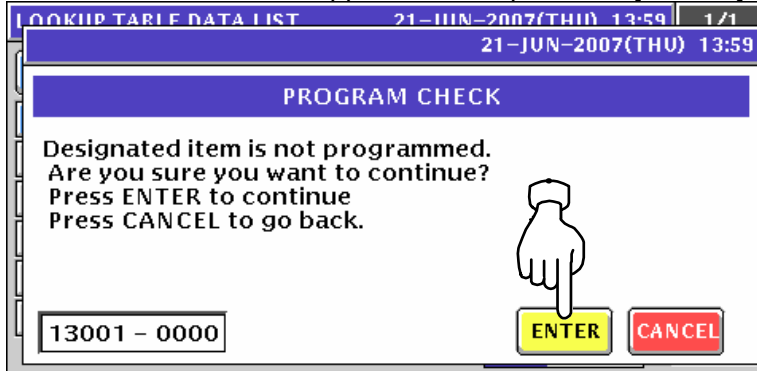 LOOKUP TABLE DATA LIST 21-JUN-2007(THU) 13:59 1/1
21-JUN-2007(THU) 13:59
PROGRAM CHECK
Designated item is not programmed.
Are you sure you want to continue?
Press ENTER to continue
Press CANCEL to go back.
13001 - 0000
ENTER
CANCEL